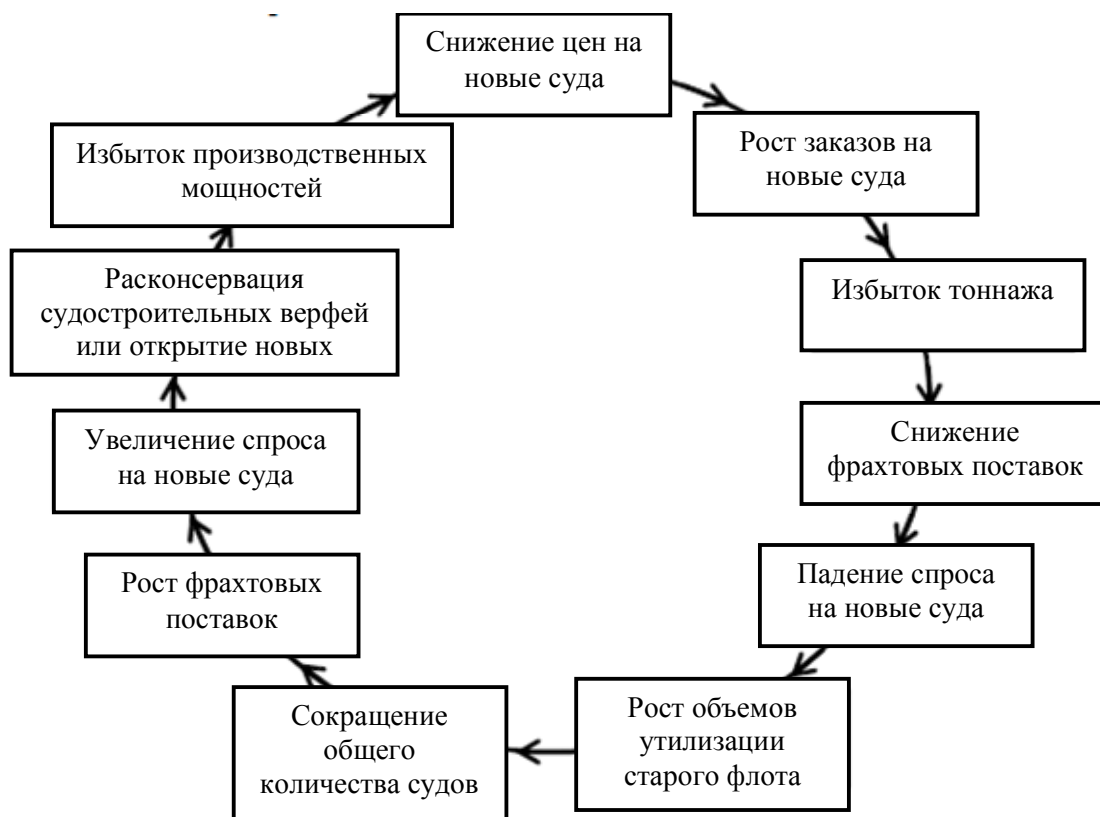 Снижение цен на
новые суда
Рост заказов на
новые суда
Избыток тоннажа
Снижение
фрахтовых поставок
Падение спроса
на новые суда
Рост объемов
утилизации
старого флота
Сокращение
общего
количества судов
Рост фрахтовых
поставок
Увеличение спроса
на новые суда
Расконсервация
судостроительных верфей
или открытие новых
Избыток производственных
мощностей